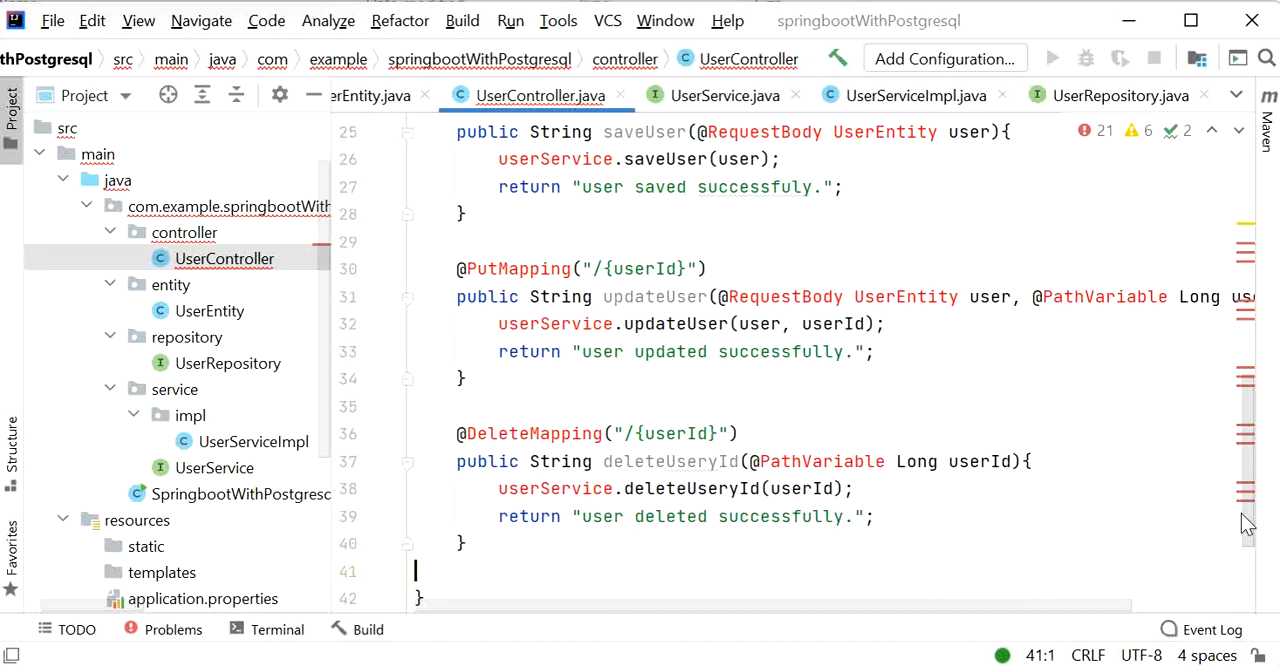 File Edit View Navigate Code Analyze Refactor Build Run Tools VCS Window Help springbootWithPostgresql
thPostgresql src main java com example springbootWithPostgresql controller UserController Add Configuration...
Project erEntity.java UserController.java UserService.java UserServiceImpl.java UserRepository.java
Project
Structure
Favorites
Maven
src
main
java
com.example.springbootWith
controller
UserController
entity
UserEntity
repository
UserRepository
service
impl
UserServiceImpl
UserService
SpringbootWithPostgresc
resources
static
templates
application.properties
21 6 2
25 public String saveUser(@RequestBody UserEntity user){
26 userService.saveUser(user);
27 return "user saved successfuly.";
28 }
29
30 @PutMapping("/{userId}")
31 public String updateUser(@RequestBody UserEntity user, @PathVariable Long use
32 userService.updateUser(user, userId);
33 return "user updated successfully.";
34 }
35
36 @DeleteMapping("/{userId}")
37 public String deleteUseryId(@PathVariable Long userId){
38 userService.deleteUseryId(userId);
39 return "user deleted successfully.";
40 }
41
42 }
TODO Problems Terminal Build Event Log
41:1 CRLF UTF-8 4 spaces